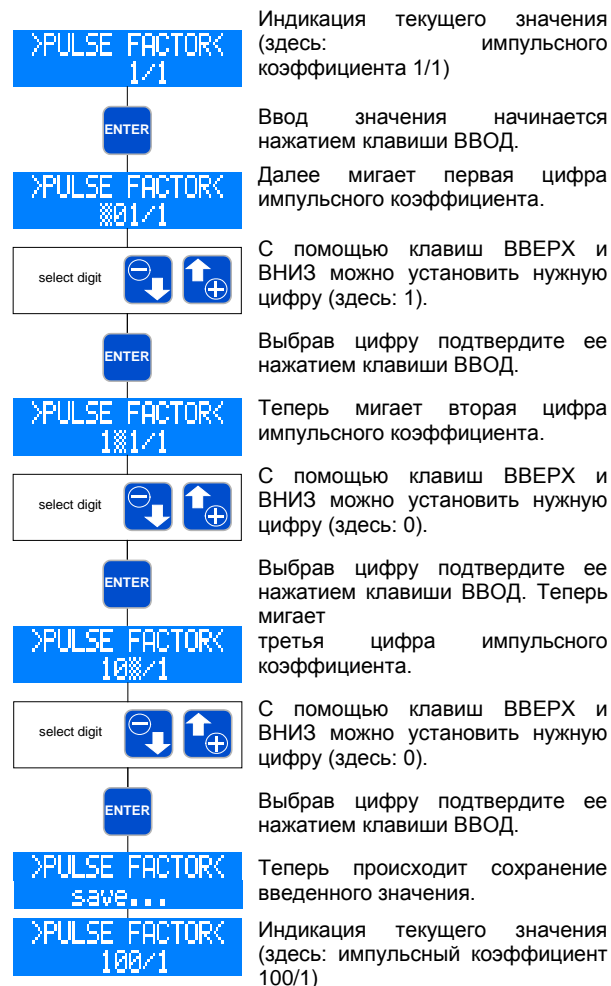 >PULSE FACTOR<
1/1
Индикация текущего значения
(здесь: импульсного
коэффициента 1/1)
ENTER
Ввод значения начинается
нажатием клавиши ВВОД.
>PULSE FACTOR<
※01/1
Далее мигает первая цифра
импульсного коэффициента.
select digit
С помощью клавиш ВВЕРХ и
ВНИЗ можно установить нужную
цифру (здесь: 1).
ENTER
Выбрав цифру подтвердите ее
нажатием клавиши ВВОД.
>PULSE FACTOR<
1※1/1
Теперь мигает вторая цифра
импульсного коэффициента.
select digit
С помощью клавиш ВВЕРХ и
ВНИЗ можно установить нужную
цифру (здесь: 0).
ENTER
Выбрав цифру подтвердите ее
нажатием клавиши ВВОД. Теперь
мигает
>PULSE FACTOR<
10※/1
третья цифра импульсного
коэффициента.
select digit
С помощью клавиш ВВЕРХ и
ВНИЗ можно установить нужную
цифру (здесь: 0).
ENTER
Выбрав цифру подтвердите ее
нажатием клавиши ВВОД.
>PULSE FACTOR<
save...
Теперь происходит сохранение
введенного значения.
>PULSE FACTOR<
100/1
Индикация текущего значения
(здесь: импульсный коэффициент
100/1)